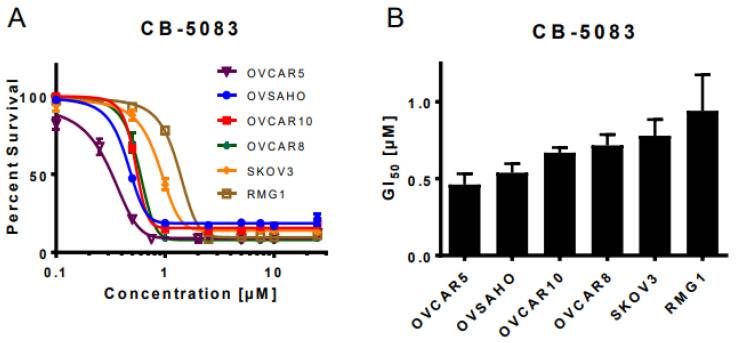 A
CB-5083
Percent Survival
100
50
0
0.1
1
10
Concentration [µM]
OVCAR5
OVSAHO
OVCAR10
OVCAR8
SKOV3
RMG1
B
CB-5083
GI50 [µM]
1.0
0.5
0.0
OVCAR5
OVSAHO
OVCAR10
OVCAR8
SKOV3
RMG1